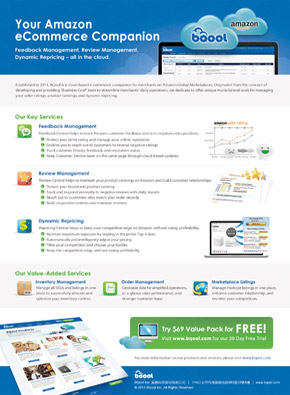 Your Amazon
eCommerce Companion
Feedback Management, Review Management,
Dynamic Repricing – all in the cloud.
amazon
bqool
Established in 2011, BQool is a cloud-based e-commerce companion for merchants on Amazon Global Marketplaces. Originated from the concept of
developing and providing "Business Cool" tools to streamline merchants' daily operations, we dedicate to offer unique multichannel tools for managing
your seller ratings, product rankings, and dynamic repricing.
Our Key Services
Feedback Management
Feedback Central helps to track Amazon customer feedback and turn negatives into positives.
Protect your seller rating and manage your online reputation
Enables you to reach out to customers to reverse negative ratings
Track customer history, feedback, and resolution status
Keep Customer Service team on the same page through cloud-based updates
Review Management
Review Central helps to maintain your product rankings on Amazon and build customer relationships.
Protect your brand and product ranking
Track and respond promptly to negative reviews with daily reports
Reach out to customers who match your order records
Build responsible reviews and maximize revenue
Dynamic Repricing
Repricing Central helps to keep your competitive edge on Amazon without eating profitability.
Maintain maximum exposure by staying in the prime Top 4 slots
Automatically and intelligently adjust your pricing
Filter your competition and choose your battles
Keep the competitive edge, without losing profitability
Our Value-Added Services
Inventory Management
Manage all SKUs and listings in one
place to successfully procure and
optimize your inventory control.
Order Management
Centralize data for simplified operations,
at-a-glance sales performance, and
stronger customer base.
Marketplace Listings
Manage multiple listings in one place,
enhance customer relationship, and
monitor your competitors.
Try $69 Value Pack for FREE!
Visit www.bqool.com for our 30 Day Free Trial
For more information on our products and services, please visit www.bqool.com
bqool
BQool Inc.
www.bqool.com
BQool Inc. All rights reserved.